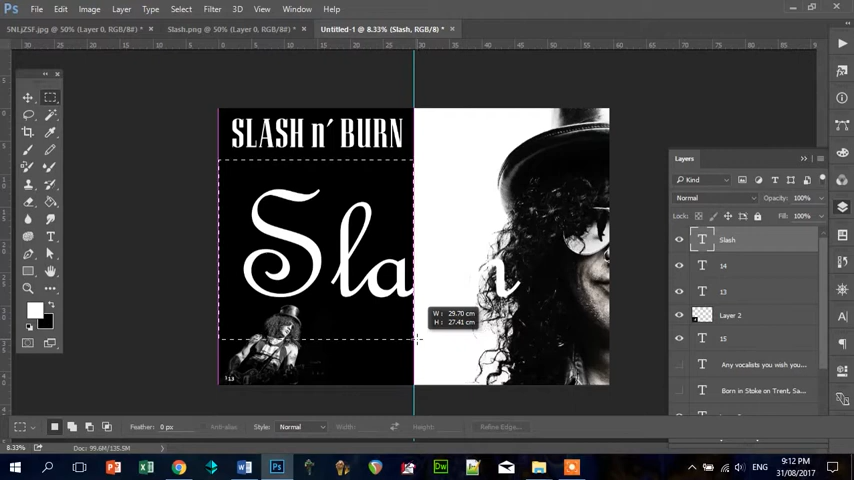 Ps File Edit Image Layer Type Select Filter 3D View Window Help
5NLjZSF.jpg @ 50% (Layer 0, RGB/8#) * × Slash.png @ 50% (Layer 0, RGB/8#) * × Untitled-1 @ 8.33% (Slash, RGB/8#) * ×
SLASH n' BURN
Sla n
W: 29.70 cm
H: 27.41 cm
13
Layers
Kind
Normal Opacity: 100%
Lock: Fill: 100%
Slash
14
13
Layer 2
15
Any vocalists you wish you...
Born in Stoke on Trent, Sa...
Feather: 0 px Anti-alias Style: Normal Width: Height: Refine Edge...
8.33% Doc: 99.6M/135.5M
ENG 9:12 PM
31/08/2017